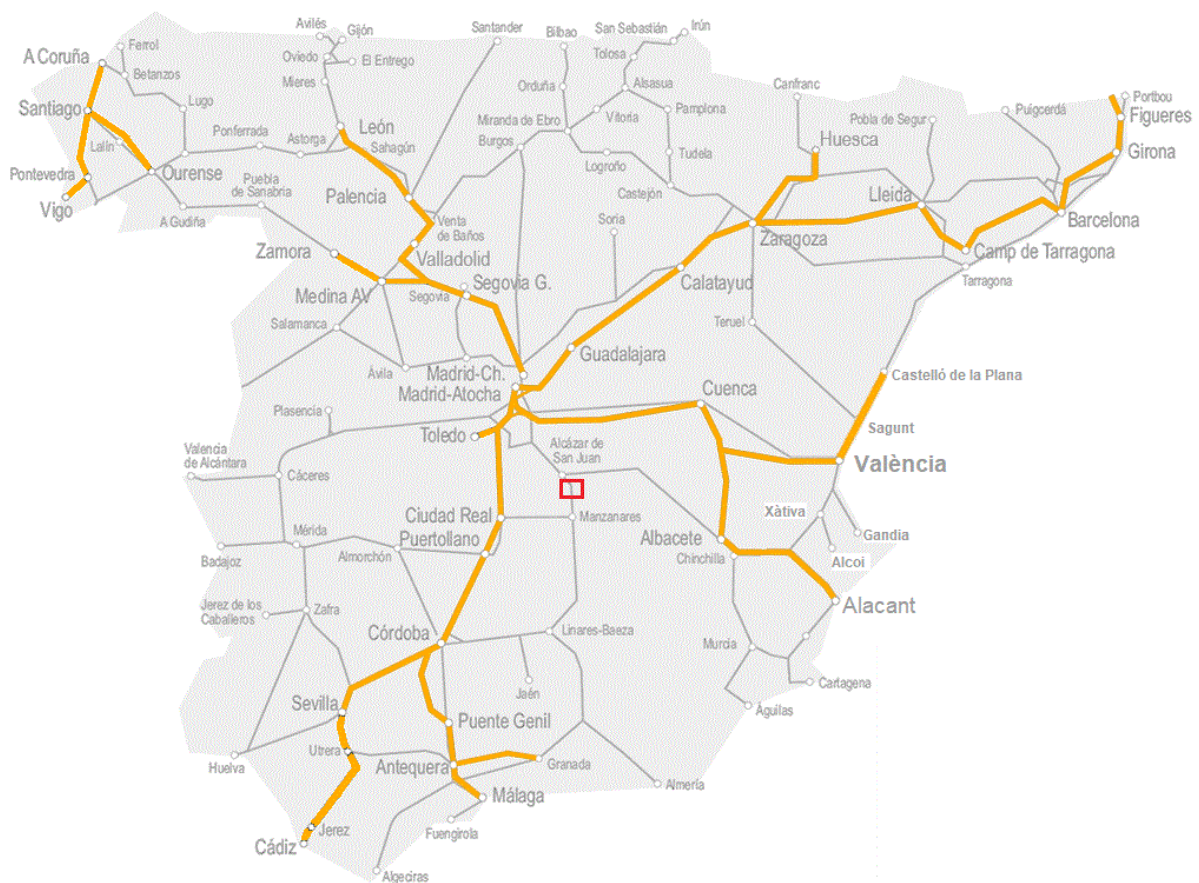 Avilés
Gijón
Santander
Bilbao
San Sebastián
Irún
Ferrol
A Coruña
Oviedo
El Entrego
Tolosa
Betanzos
Mieres
Orduña
Alsasua
Canfranc
Portbou
Santiago
Lugo
León
Miranda de Ebro
Vitoria
Pamplona
Pobla de Segur
Puigcerdá
Figueres
Lalín
Ponferrada
Astorga
Sahagún
Burgos
Huesca
Girona
Pontevedra
Ourense
Logroño
Tudela
Vigo
Puebla
de Sanabria
Palencia
Castejón
Lleida
A Gudiña
Venta
de Baños
Soria
Zaragoza
Barcelona
Zamora
Valladolid
Camp de Tarragona
Medina AV
Segovia
Segovia G.
Calatayud
Tarragona
Salamanca
Teruel
Guadalajara
Ávila
Madrid-Ch.
Castelló de la Plana
Madrid-Atocha
Cuenca
Plasencia
Sagunt
Toledo
Alcázar de
San Juan
Valencia
de Alcántara
València
Cáceres
Ciudad Real
Manzanares
Xàtiva
Mérida
Puertollano
Albacete
Gandia
Badajoz
Almorchón
Chinchilla
Alcoi
Jerez de los
Caballeros
Zafra
Alacant
Córdoba
Linares-Baeza
Murcia
Jaén
Cartagena
Sevilla
Puente Genil
Águilas
Utrera
Huelva
Antequera
Granada
Almería
Málaga
Jerez
Fuengirola
Cádiz
Algeciras